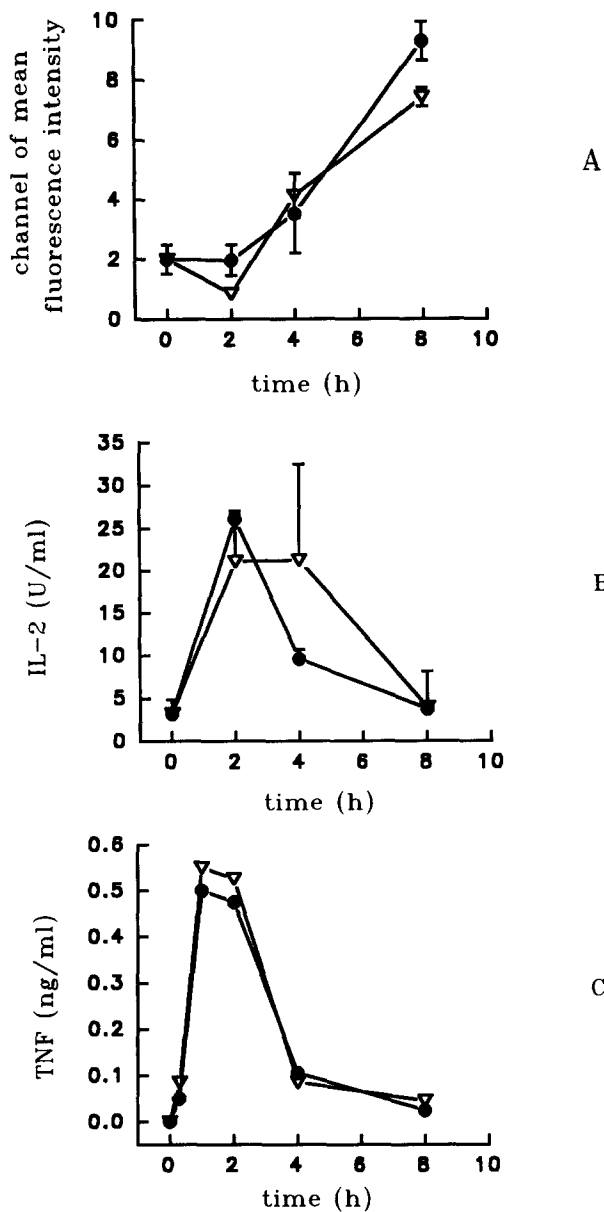 channel of mean
fluorescence intensity
10
8
6
4
2
0
0 2 4 6 8 10
time (h)
A
IL-2 (U/ml)
35
30
25
20
15
10
5
0
0 2 4 6 8 10
time (h)
B
TNF (ng/ml)
0.6
0.5
0.4
0.3
0.2
0.1
0.0
0 2 4 6 8 10
time (h)
C